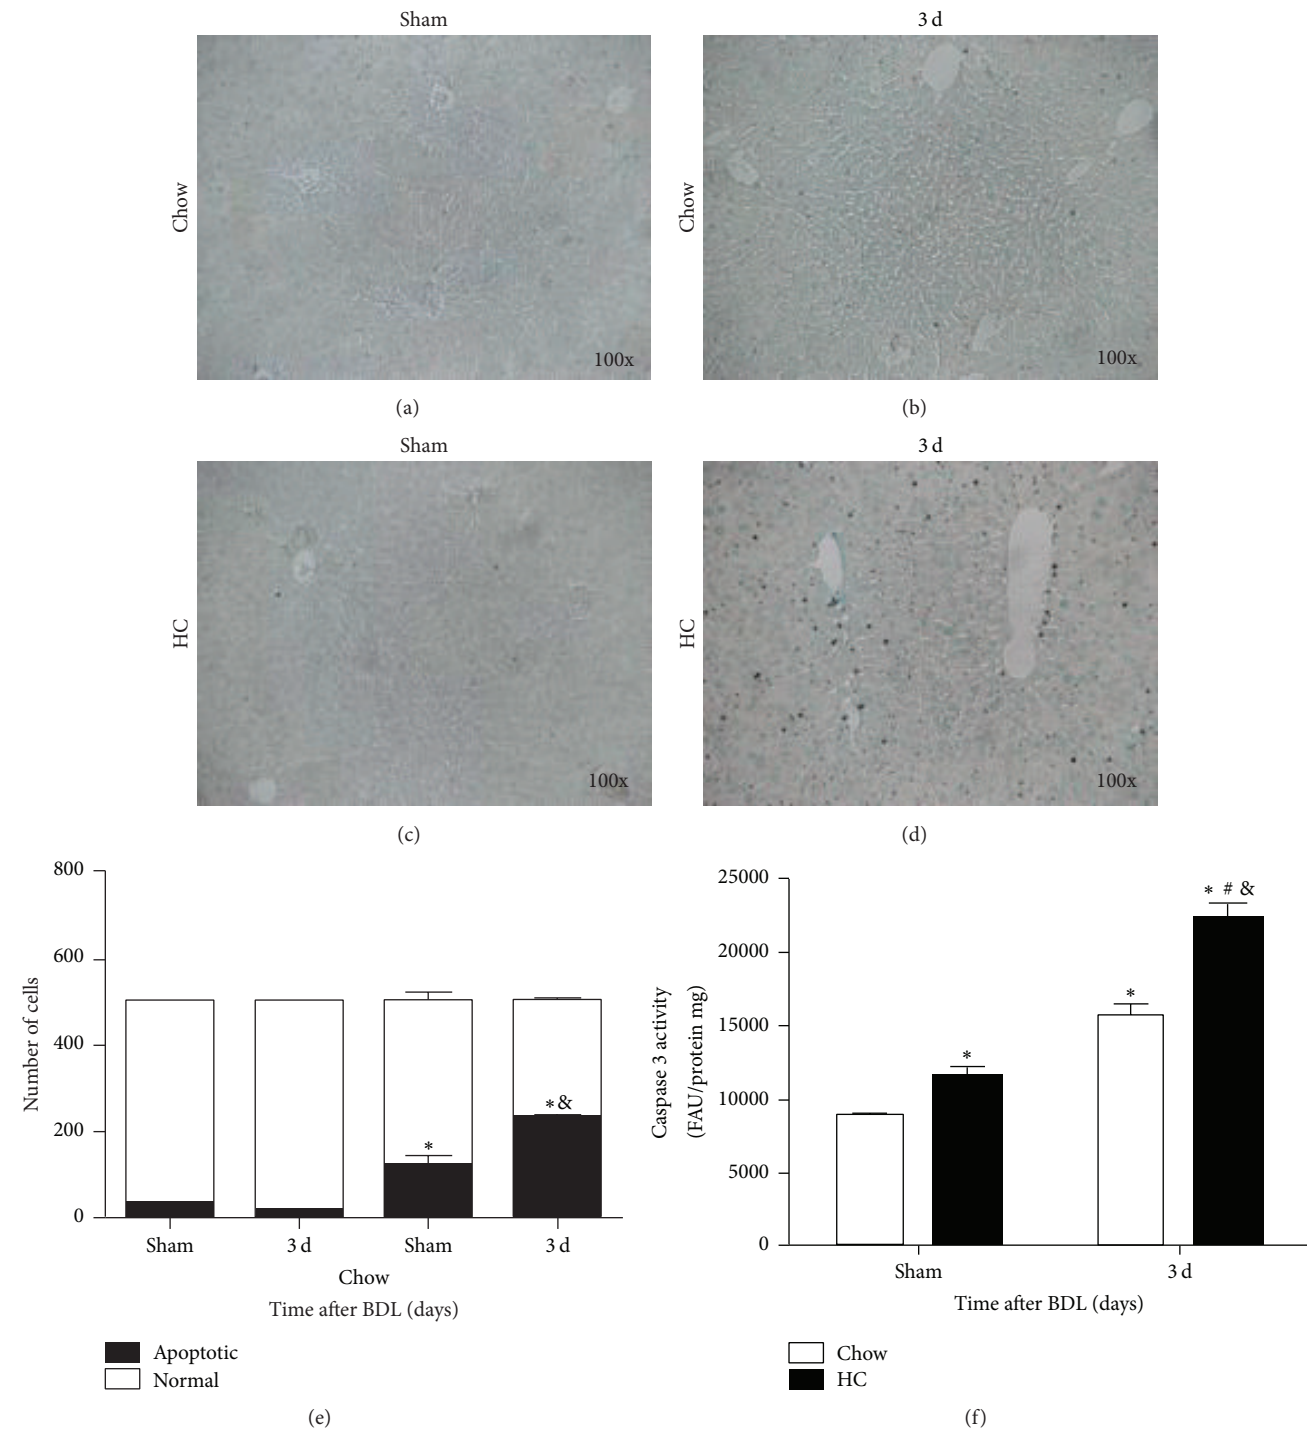 Sham
3 d
Chow
100x
Chow
100x
(a)
(b)
Sham
3 d
HC
100x
HC
100x
(c)
(d)
800
600
400
200
0
Number of cells
*
*&
Sham
3 d
Sham
3 d
Chow
Time after BDL (days)
Apoptotic
Normal
(e)
25000
20000
15000
10000
5000
0
Caspase 3 activity
(FAU/protein mg)
*
*
* # &
Sham
3 d
Time after BDL (days)
Chow
HC
(f)